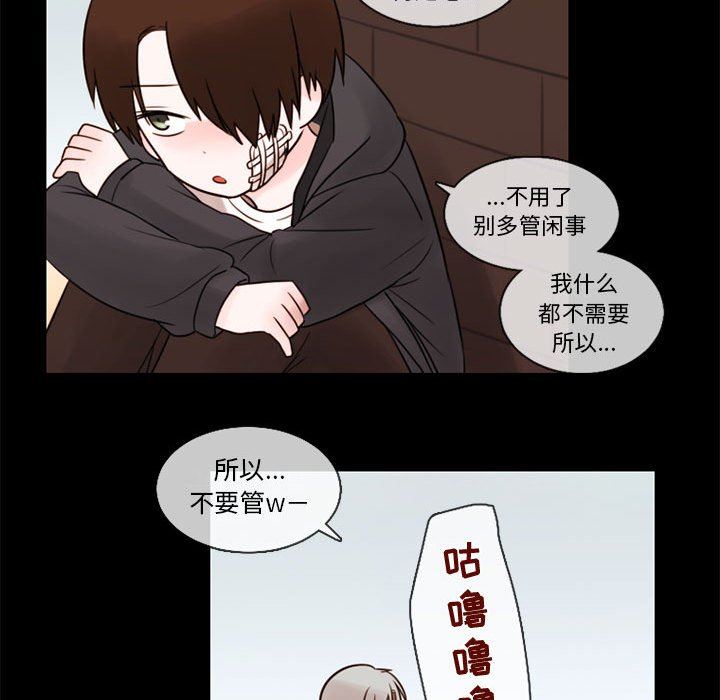 ...不用了
别多管闲事
我什么
都不需要
所以...
所以...
不要管w—
咕
噜
噜